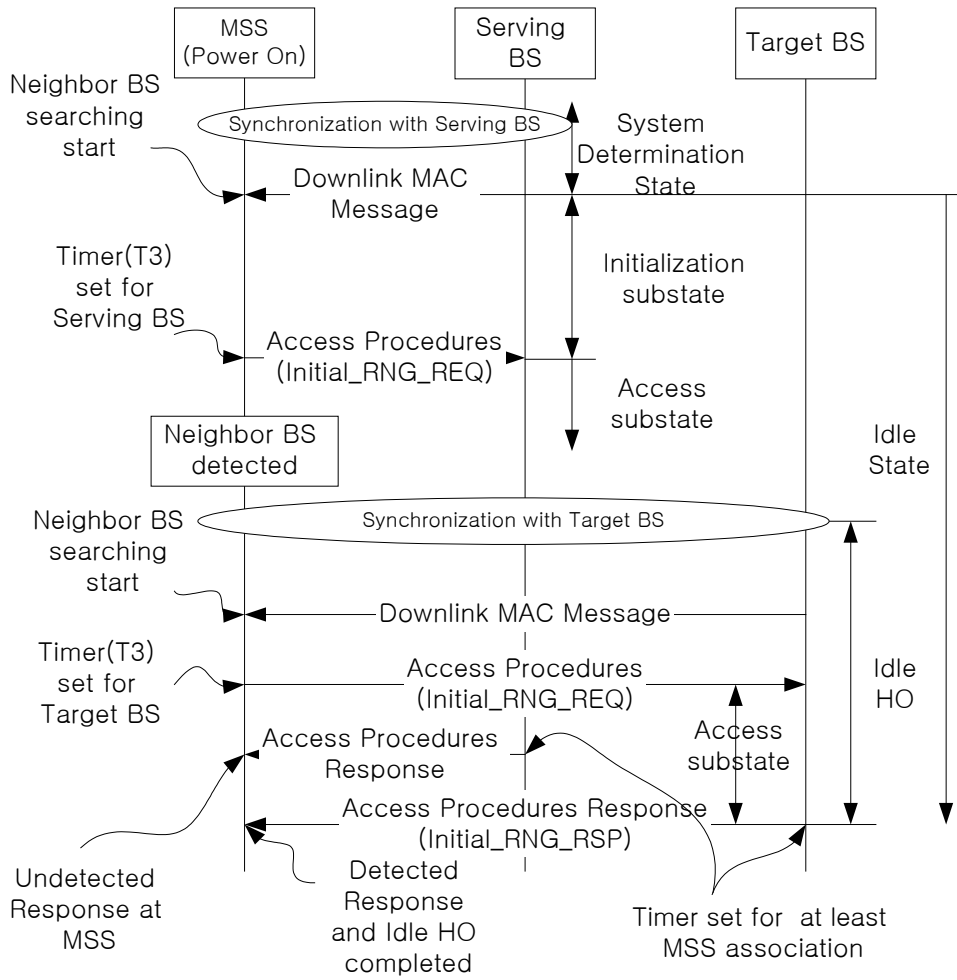 MSS
(Power On)
Serving
BS
Target BS
Neighbor BS
searching
start
Synchronization with Serving BS
System
Determination
State
Downlink MAC
Message
Timer(T3)
set for
Serving BS
Initialization
substate
Access Procedures
(Initial_RNG_REQ)
Access
substate
Neighbor BS
detected
Idle
State
Synchronization with Target BS
Neighbor BS
searching
start
Downlink MAC Message
Timer(T3)
set for
Target BS
Access Procedures
(Initial_RNG_REQ)
Idle
HO
Access Procedures
Response
Access
substate
Access Procedures Response
(Initial_RNG_RSP)
Undetected
Response at
MSS
Detected
Response
and Idle HO
completed
Timer set for at least
MSS association